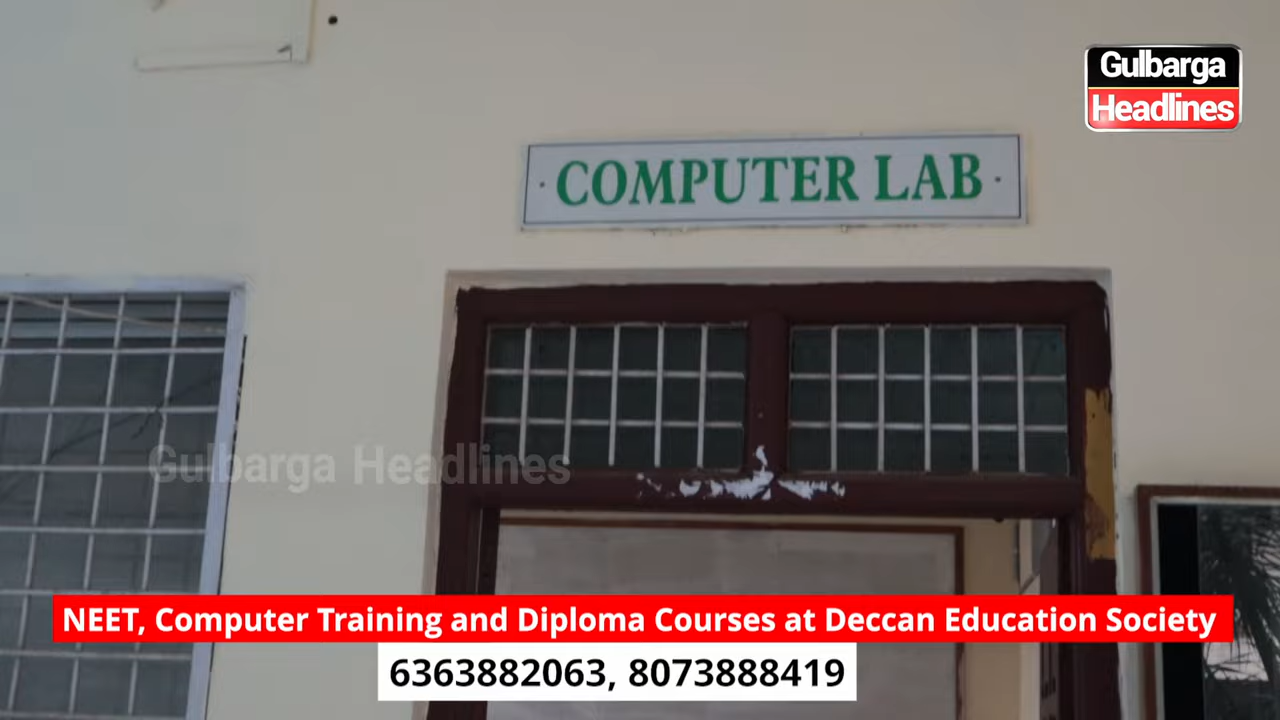 Gulbarga
Headlines
COMPUTER LAB
Gulbarga Headlines
NEET, Computer Training and Diploma Courses at Deccan Education Society
6363882063, 8073888419